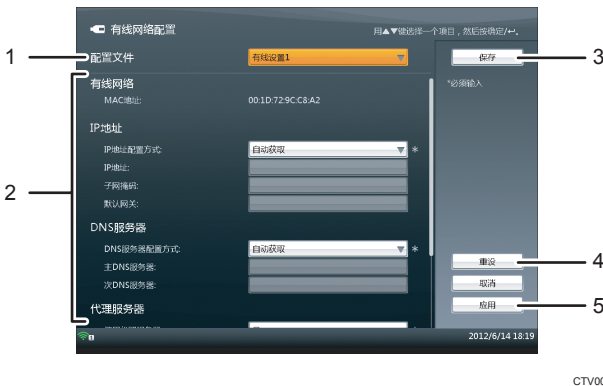 有线网络配置
用▲▼键选择一个项目，然后按确定/↵。
1
配置文件
有线设置1
保存
3
有线网络
*必须输入
MAC地址:
00:1D:72:9C:C8:A2
IP地址
IP地址配置方式:
自动获取
*
IP地址:
2
子网掩码:
默认网关:
DNS服务器
DNS服务器配置方式:
自动获取
*
主DNS服务器:
重设
4
次DNS服务器:
取消
代理服务器
应用
5
1
2012/6/14 18:19
CTV00